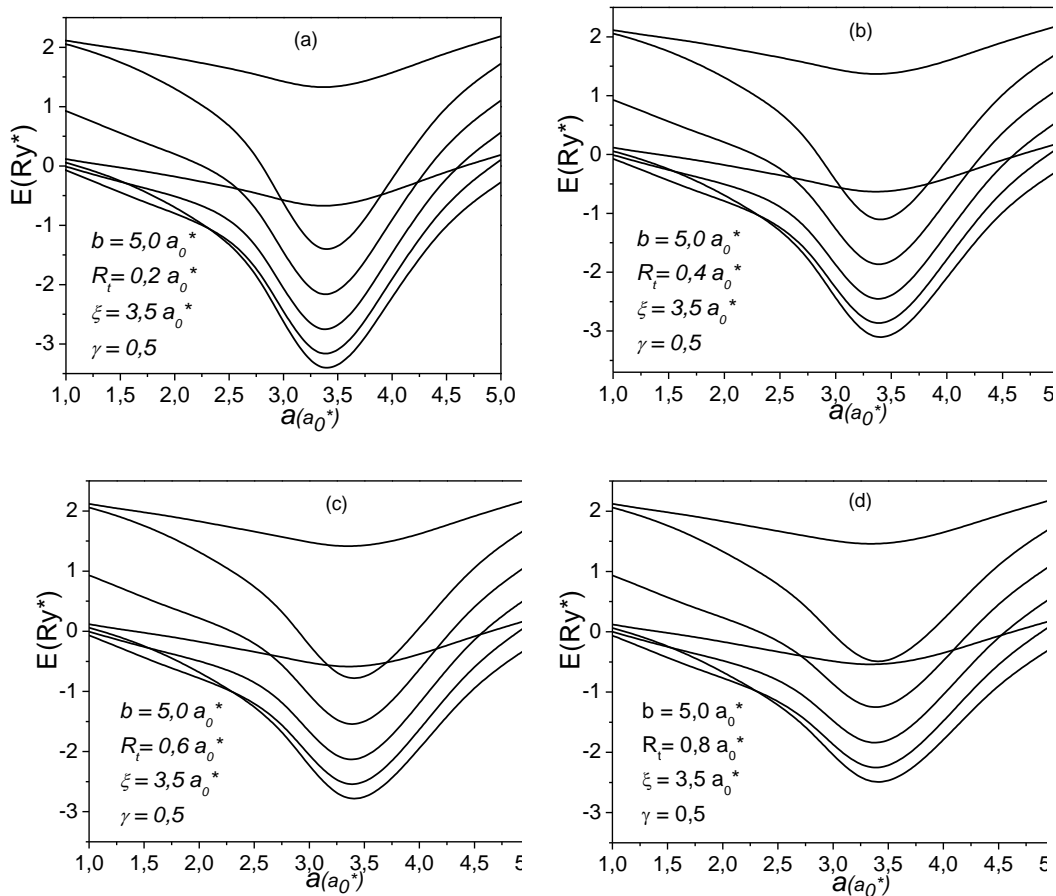 (a)
E(Ry*)
2
1
0
-1
-2
-3
b = 5,0 a0*
Rt= 0,2 a0*
ξ = 3,5 a0*
γ = 0,5
1,0 1,5 2,0 2,5 3,0 3,5 4,0 4,5 5,0
a(a0*)
(b)
E(Ry*)
2
1
0
-1
-2
-3
b = 5,0 a0*
Rt= 0,4 a0*
ξ = 3,5 a0*
γ = 0,5
1,0 1,5 2,0 2,5 3,0 3,5 4,0 4,5
a(a0*)
(c)
E(Ry*)
2
1
0
-1
-2
-3
b = 5,0 a0*
Rt= 0,6 a0*
ξ = 3,5 a0*
γ = 0,5
1,0 1,5 2,0 2,5 3,0 3,5 4,0 4,5
a(a0*)
(d)
E(Ry*)
2
1
0
-1
-2
-3
b = 5,0 a0*
Rt= 0,8 a0*
ξ = 3,5 a0*
γ = 0,5
1,0 1,5 2,0 2,5 3,0 3,5 4,0 4,5
a(a0*)